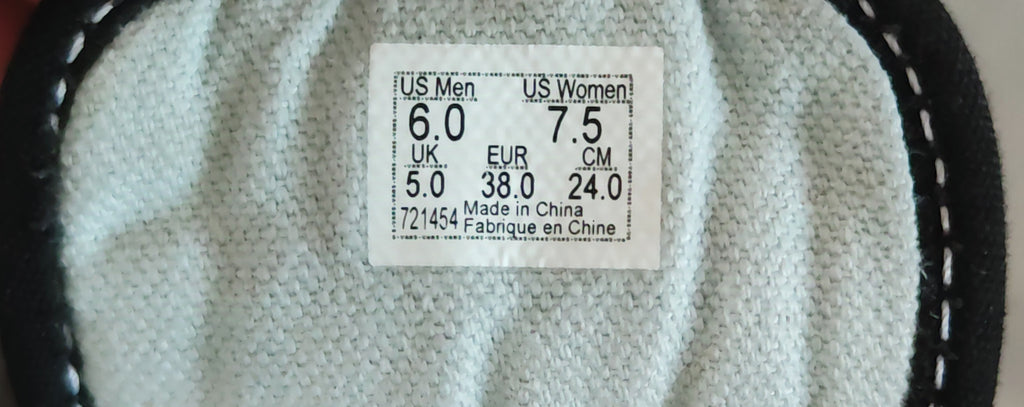 US Men US Women
6.0 7.5
UK EUR CM
5.0 38.0 24.0
721454 Made in China
Fabrique en Chine